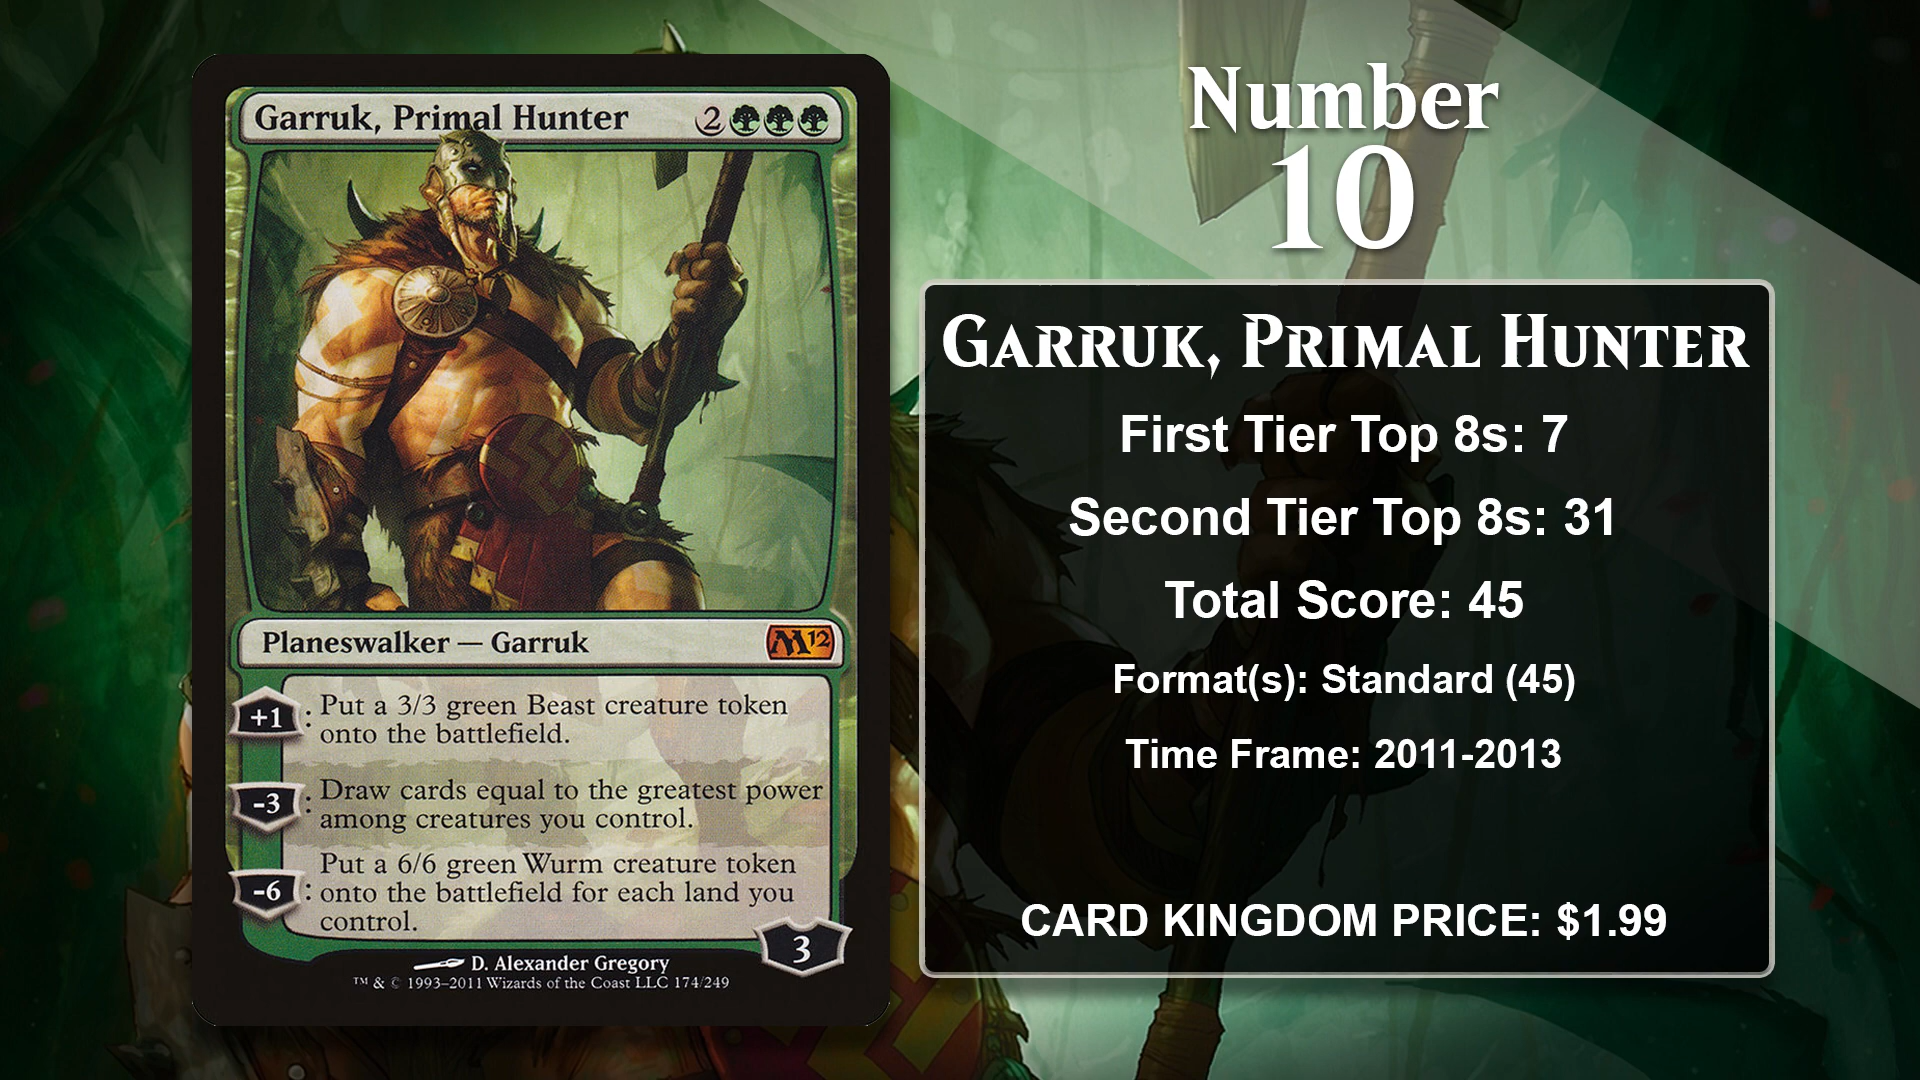 Garruk, Primal Hunter 2
Planeswalker — Garruk M12
+1: Put a 3/3 green Beast creature token
onto the battlefield.
-3: Draw cards equal to the greatest power
among creatures you control.
-6: Put a 6/6 green Wurm creature token
onto the battlefield for each land you
control.
3
D. Alexander Gregory
™ & © 1993–2011 Wizards of the Coast LLC 174/249
Number
10
Garruk, Primal Hunter
First Tier Top 8s: 7
Second Tier Top 8s: 31
Total Score: 45
Format(s): Standard (45)
Time Frame: 2011-2013
CARD KINGDOM PRICE: $1.99